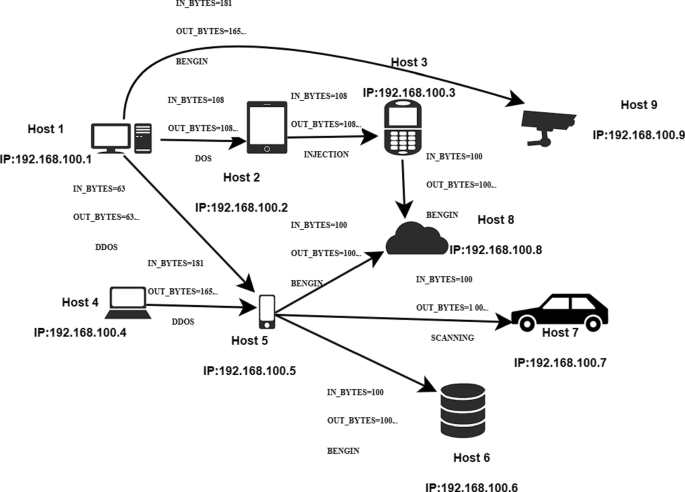 IN_BYTES=181
OUT_BYTES=165...
BENGIN
Host 3
IP:192.168.100.3
Host 9
IP:192.168.100.9
Host 1
IP:192.168.100.1
IN_BYTES=108
OUT_BYTES=108...
DOS
IN_BYTES=108
OUT_BYTES=108...
INJECTION
Host 2
IP:192.168.100.2
IN_BYTES=100
OUT_BYTES=100...
BENGIN
IN_BYTES=63
OUT_BYTES=63...
DDOS
IN_BYTES=100
OUT_BYTES=100...
BENGIN
Host 8
IP:192.168.100.8
IN_BYTES=181
OUT_BYTES=165...
DDOS
Host 4
IP:192.168.100.4
IN_BYTES=100
OUT_BYTES=1 00...
SCANNING
Host 5
IP:192.168.100.5
Host 7
IP:192.168.100.7
IN_BYTES=100
OUT_BYTES=100...
BENGIN
Host 6
IP:192.168.100.6